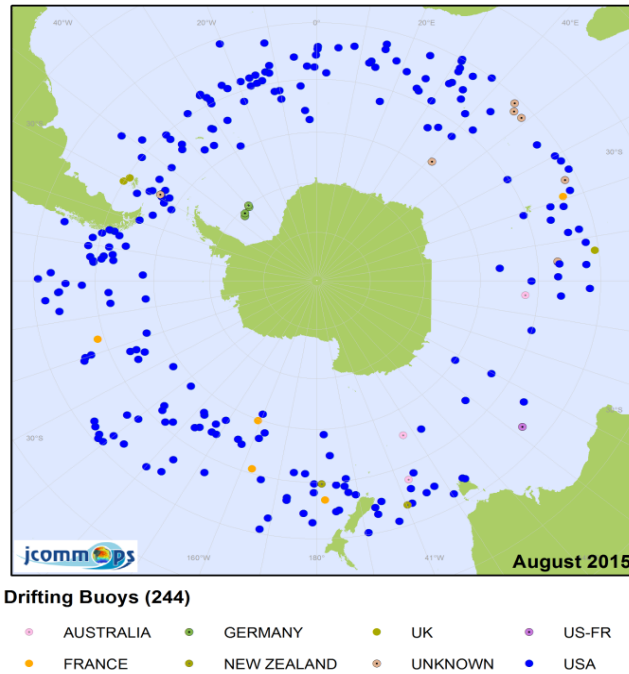 40°W 20°W 0°E 20°E 40°E
30°S
30°S
30°S
30°S
160°W 180°W 41°W
jcommops
August 2015
Drifting Buoys (244)
AUSTRALIA GERMANY UK US-FR
FRANCE NEW ZEALAND UNKNOWN USA